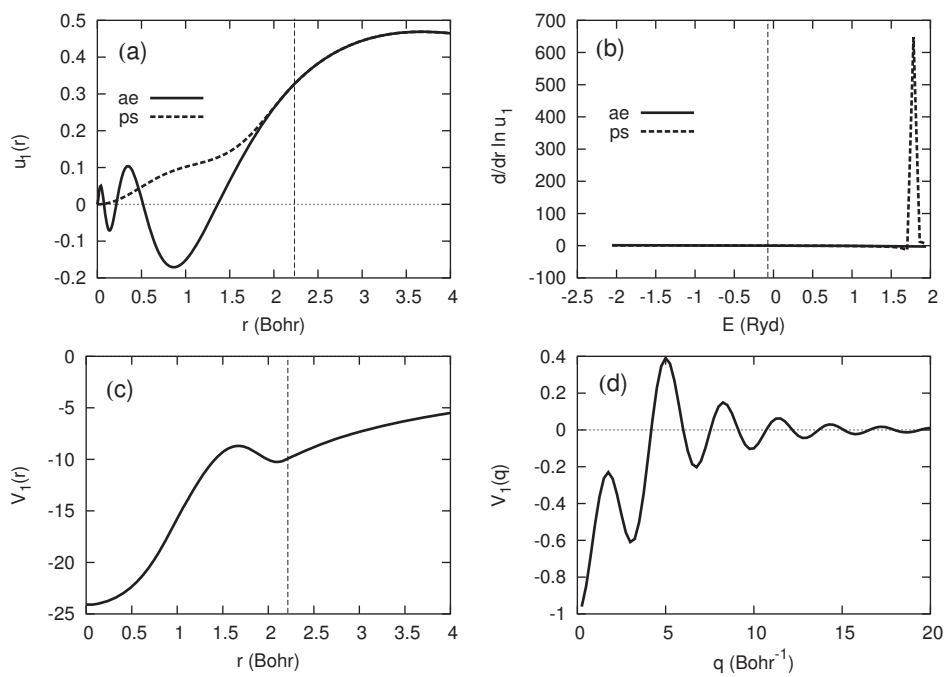 (a)
0.5
0.4
0.3
0.2
0.1
0
-0.1
-0.2
u1(r)
ae
ps
0 0.5 1 1.5 2 2.5 3 3.5 4
r (Bohr)
(b)
700
600
500
400
300
200
100
0
-100
d/dr ln u1
ae
ps
-2.5 -2 -1.5 -1 -0.5 0 0.5 1 1.5 2
E (Ryd)
(c)
0
-5
-10
-15
-20
-25
V1(r)
0 0.5 1 1.5 2 2.5 3 3.5 4
r (Bohr)
(d)
0.4
0.2
0
-0.2
-0.4
-0.6
-0.8
-1
V1(q)
0 5 10 15 20
q (Bohr-1)